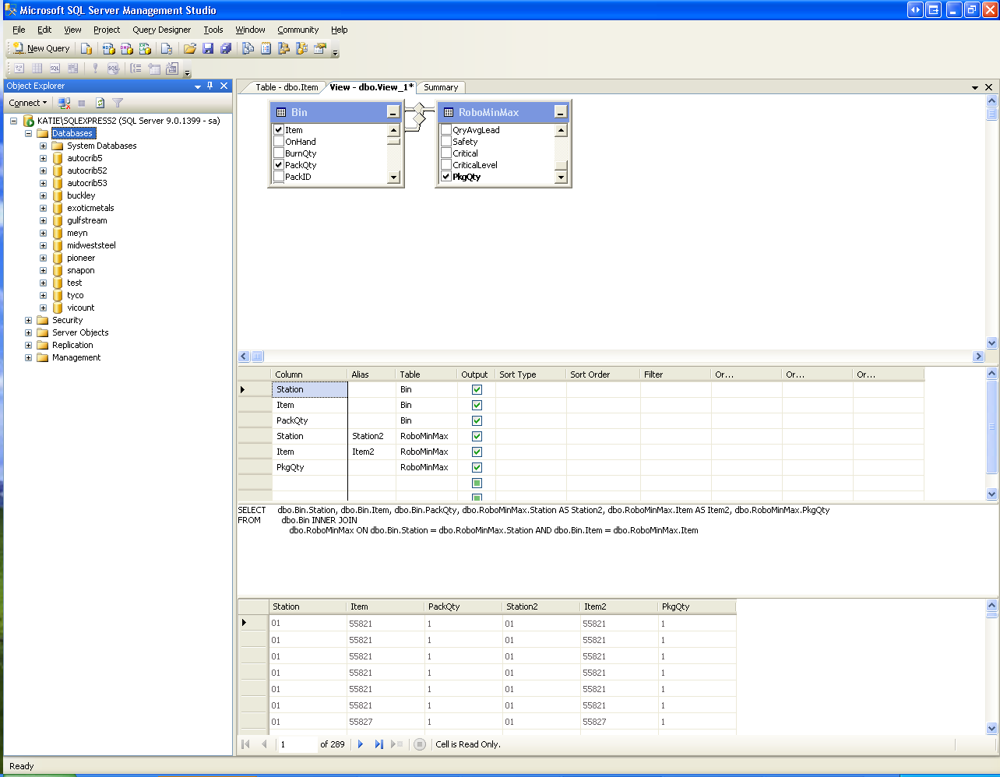 Microsoft SQL Server Management Studio
File Edit View Project Query Designer Tools Window Community Help
New Query
Object Explorer
Connect
KATIE\SQLEXPRESS2 (SQL Server 9.0.1399 - sa)
Databases
System Databases
autocrib5
autocrib52
autocrib53
buckley
exoticmetals
gulfstream
meyn
midweststeel
pioneer
snapon
test
tyco
vicount
Security
Server Objects
Replication
Management
Table - dbo.Item View - dbo.View_1* Summary
Bin
Item
OnHand
BurnQty
PackQty
PackID
RoboMinMax
QryAvgLead
Safety
Critical
CriticalLevel
PkgQty
Column Alias Table Output Sort Type Sort Order Filter Or... Or... Or...
Station Bin
Item Bin
PackQty Bin
Station Station2 RoboMinMax
Item Item2 RoboMinMax
PkgQty RoboMinMax
SELECT dbo.Bin.Station, dbo.Bin.Item, dbo.Bin.PackQty, dbo.RoboMinMax.Station AS Station2, dbo.RoboMinMax.Item AS Item2, dbo.RoboMinMax.PkgQty
FROM dbo.Bin INNER JOIN
dbo.RoboMinMax ON dbo.Bin.Station = dbo.RoboMinMax.Station AND dbo.Bin.Item = dbo.RoboMinMax.Item
Station Item PackQty Station2 Item2 PkgQty
01 55821 1 01 55821 1
01 55821 1 01 55821 1
01 55821 1 01 55821 1
01 55821 1 01 55821 1
01 55821 1 01 55821 1
01 55821 1 01 55821 1
01 55827 1 01 55827 1
1 of 289 Cell is Read Only.
Ready